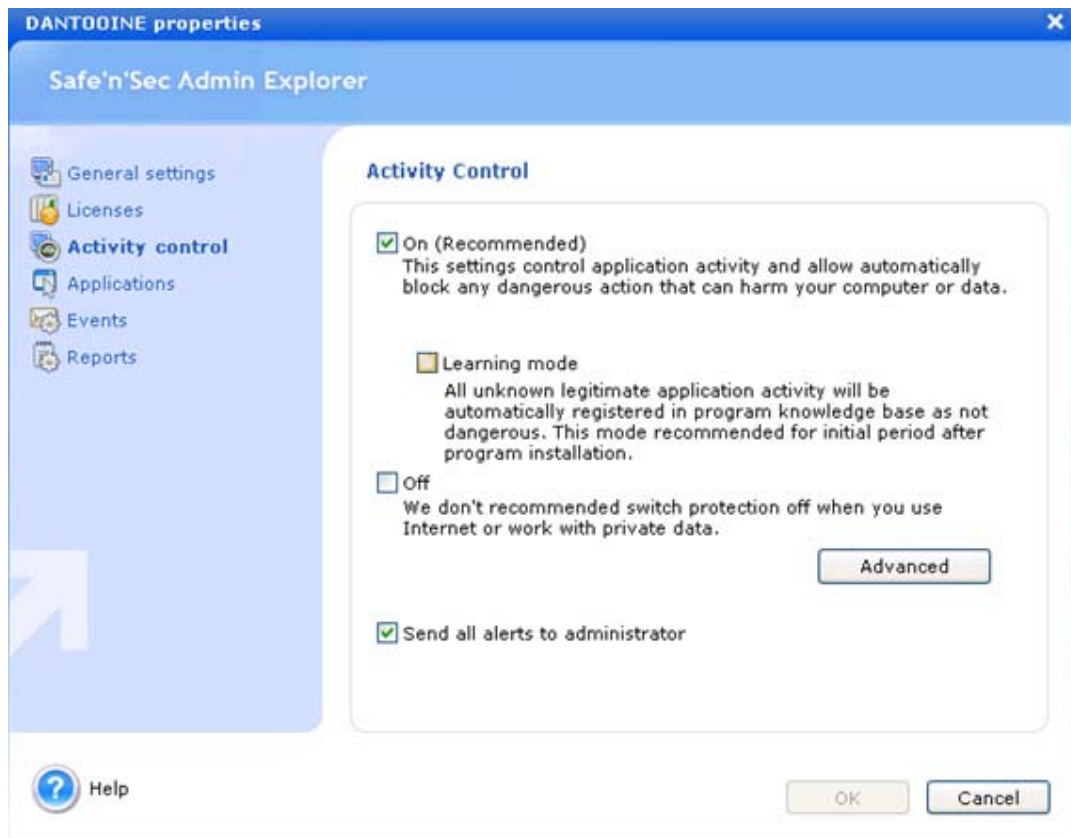 DANTOOINE properties
Safe'n'Sec Admin Explorer
General settings
Licenses
Activity control
Applications
Events
Reports
Activity Control
On (Recommended)
This settings control application activity and allow automatically
block any dangerous action that can harm your computer or data.
Learning mode
All unknown legitimate application activity will be
automatically registered in program knowledge base as not
dangerous. This mode recommended for initial period after
program installation.
Off
We don't recommended switch protection off when you use
Internet or work with private data.
Advanced
Send all alerts to administrator
Help
OK
Cancel